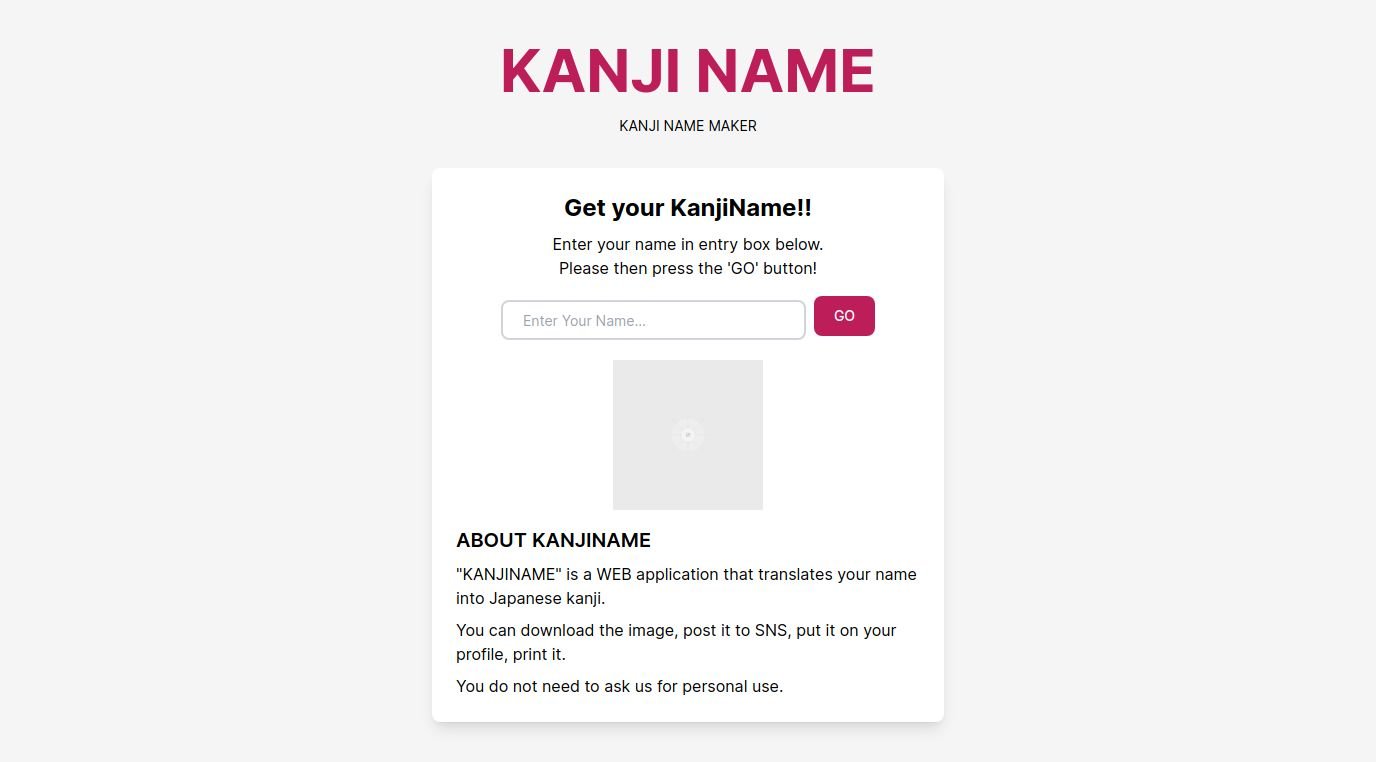 KANJI NAME
KANJI NAME MAKER
Get your KanjiName!!
Enter your name in entry box below.
Please then press the 'GO' button!
Enter Your Name...
GO
ABOUT KANJINAME
"KANJINAME" is a WEB application that translates your name
into Japanese kanji.
You can download the image, post it to SNS, put it on your
profile, print it.
You do not need to ask us for personal use.